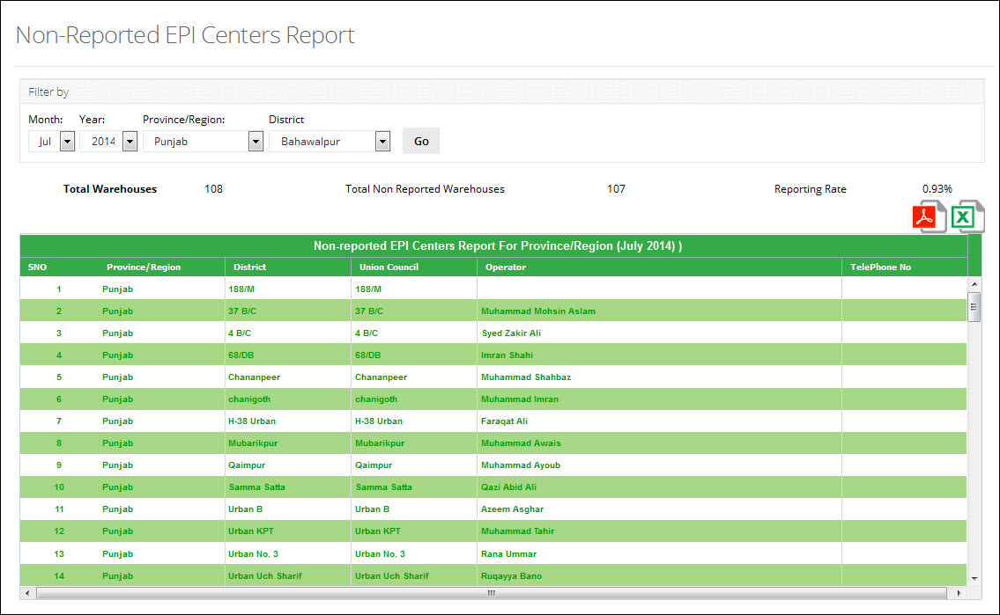 Non-Reported EPI Centers Report
Filter by
Month: Year: Province/Region: District
Jul 2014 Punjab Bahawalpur Go
Total Warehouses 108 Total Non Reported Warehouses 107 Reporting Rate 0.93%
Non-reported EPI Centers Report For Province/Region (July 2014) )
SNO Province/Region District Union Council Operator TelePhone No
1 Punjab 188/M 188/M
2 Punjab 37 B/C 37 B/C Muhammad Mohsin Aslam
3 Punjab 4 B/C 4 B/C Syed Zakir Ali
4 Punjab 68/DB 68/DB Imran Shahi
5 Punjab Chananpeer Chananpeer Muhammad Shahbaz
6 Punjab chanigoth chanigoth Muhammad Imran
7 Punjab H-38 Urban H-38 Urban Faraqat Ali
8 Punjab Mubarikpur Mubarikpur Muhammad Awais
9 Punjab Qaimpur Qaimpur Muhammad Ayoub
10 Punjab Samma Satta Samma Satta Qazi Abid Ali
11 Punjab Urban B Urban B Azeem Asghar
12 Punjab Urban KPT Urban KPT Muhammad Tahir
13 Punjab Urban No. 3 Urban No. 3 Rana Ummar
14 Punjab Urban Uch Sharif Urban Uch Sharif Ruqayya Bano